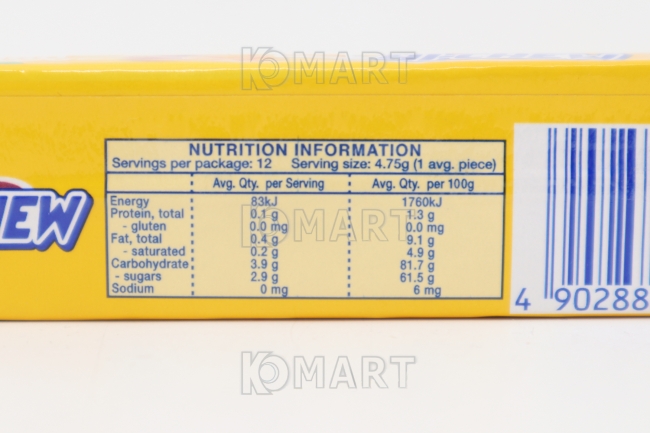 KOMART
NUTRITION INFORMATION
Servings per package: 12 Serving size: 4.75g (1 avg. piece)
Avg. Qty. per Serving Avg. Qty. per 100g
Energy 83kJ 1760kJ
Protein, total 0.1 g 1.3 g
- gluten 0.0 mg 0.0 mg
Fat, total 0.4 g 9.1 g
- saturated 0.2 g 4.9 g
Carbohydrate 3.9 g 81.7 g
- sugars 2.9 g 61.5 g
Sodium 0 mg 6 mg
KOMART
4 90288
KOMART